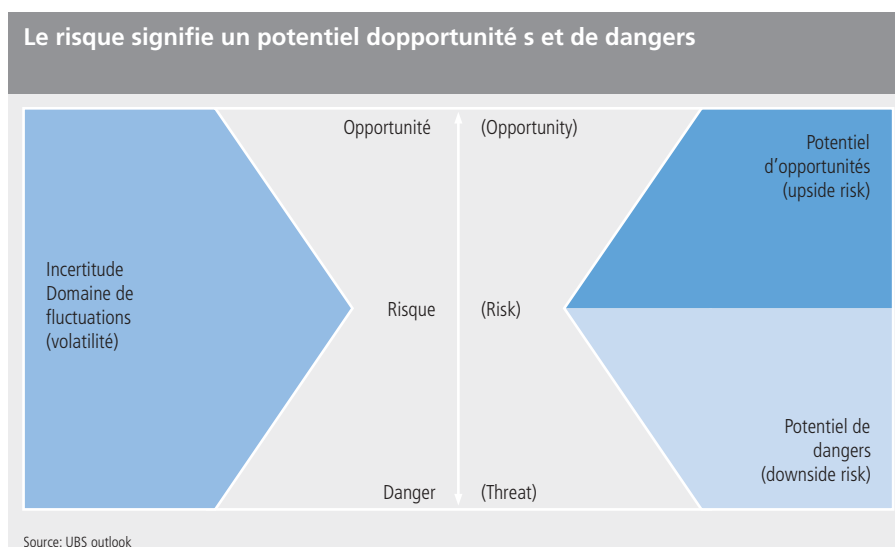 Le risque signifie un potentiel dopportunité s et de dangers
Opportunité
(Opportunity)
Potentiel
d'opportunités
(upside risk)
Incertitude
Domaine de
fluctuations
(volatilité)
Risque
(Risk)
Potentiel de
dangers
(downside risk)
Danger
(Threat)
Source: UBS outlook